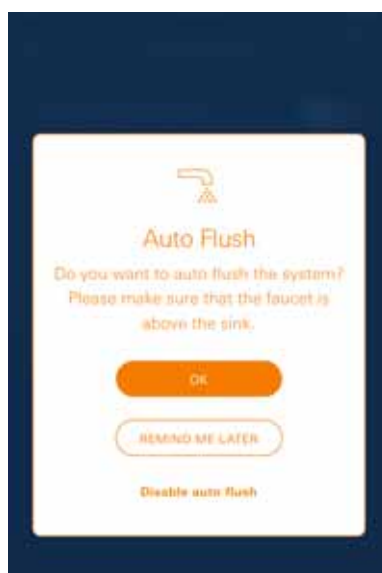 Auto Flush
Do you want to auto flush the system?
Please make sure that the faucet is
above the sink.
OK
REMIND ME LATER
Disable auto flush